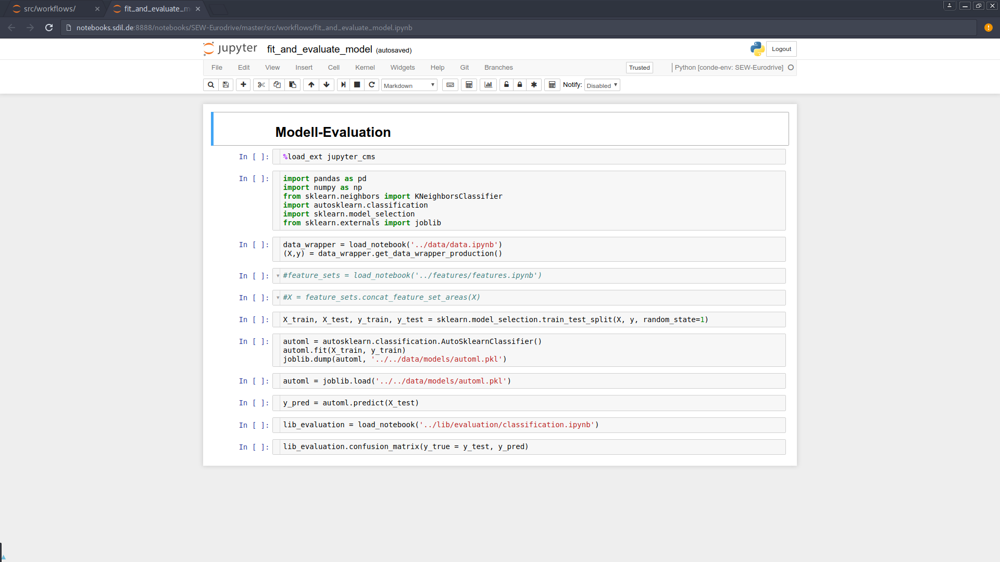 src/workflows/
fit_and_evaluate_m
notebooks.sdil.de:8888/notebooks/SEW-Eurodrive/master/src/workflows/fit_and_evaluate_model.ipynb
jupyter fit_and_evaluate_model (autosaved)
Logout
File Edit View Insert Cell Kernel Widgets Help Git Branches
Trusted
Python [conde-env: SEW-Eurodrive]
Markdown
Notify: Disabled
Modell-Evaluation
In [ ]: %load_ext jupyter_cms
In [ ]: import pandas as pd
import numpy as np
from sklearn.neighbors import KNeighborsClassifier
import autosklearn.classification
import sklearn.model_selection
from sklearn.externals import joblib
In [ ]: data_wrapper = load_notebook('../data/data.ipynb')
(X,y) = data_wrapper.get_data_wrapper_production()
In [ ]: #feature_sets = load_notebook('../features/features.ipynb')
In [ ]: #X = feature_sets.concat_feature_set_areas(X)
In [ ]: X_train, X_test, y_train, y_test = sklearn.model_selection.train_test_split(X, y, random_state=1)
In [ ]: automl = autosklearn.classification.AutoSklearnClassifier()
automl.fit(X_train, y_train)
joblib.dump(automl, '../../data/models/automl.pkl')
In [ ]: automl = joblib.load('../../data/models/automl.pkl')
In [ ]: y_pred = automl.predict(X_test)
In [ ]: lib_evaluation = load_notebook('../lib/evaluation/classification.ipynb')
In [ ]: lib_evaluation.confusion_matrix(y_true = y_test, y_pred)